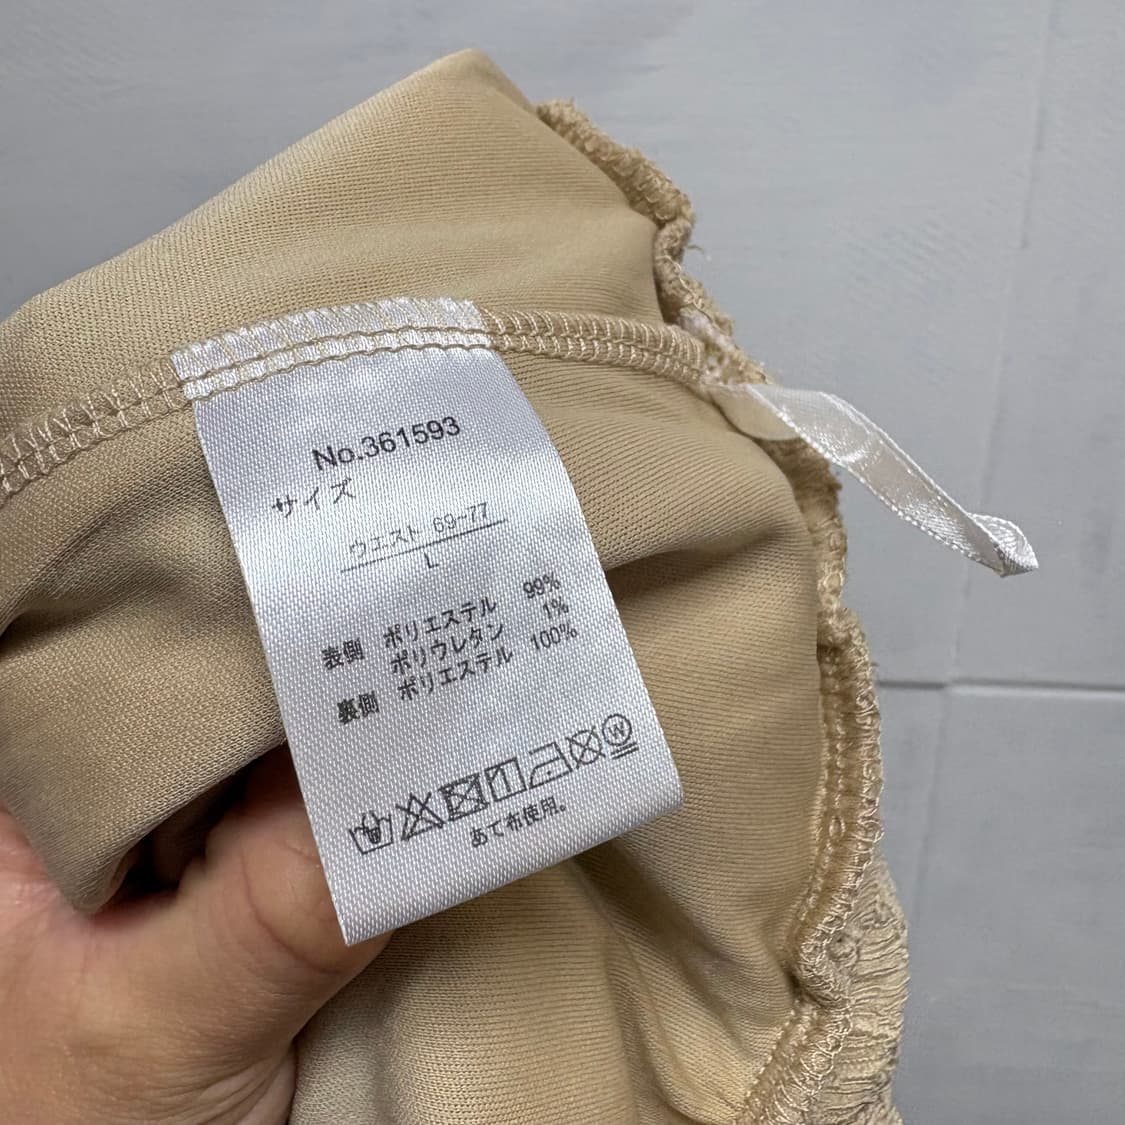 No.361593
サイズ
ウエスト 69-77
L
表側 ポリエステル 99%
ポリウレタン 1%
裏側 ポリエステル 100%
W
あて布使用。